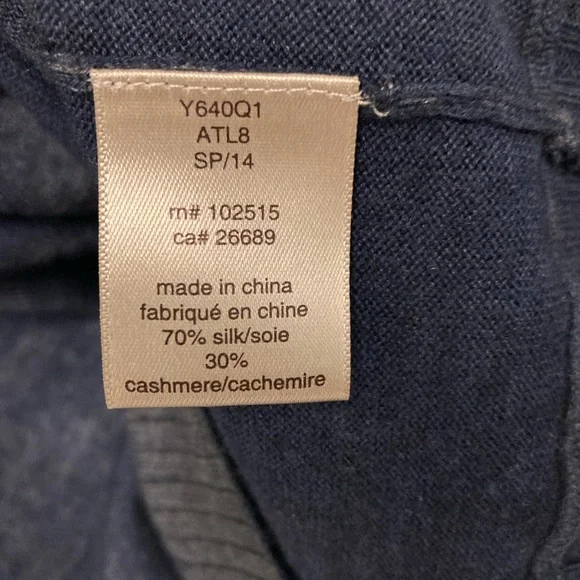 Y640Q1
ATL8
SP/14
rn# 102515
ca# 26689
made in china
fabriqué en chine
70% silk/soie
30%
cashmere/cachemire